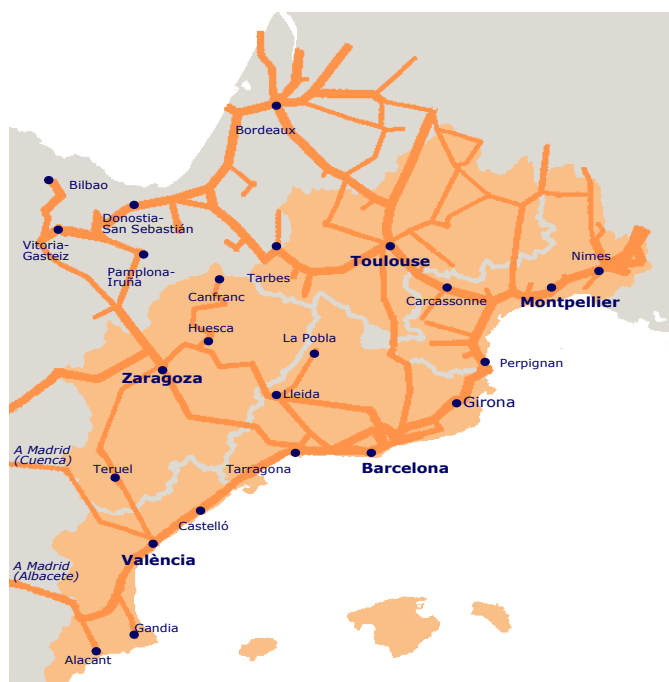 Bordeaux
Bilbao
Donostia-
San Sebastián
Vitoria-
Gasteiz
Pamplona-
Iruña
Tarbes
Toulouse
Nimes
Canfranc
Carcassonne
Montpellier
Huesca
La Pobla
Perpignan
Zaragoza
Lleida
Girona
A Madrid
(Cuenca)
Teruel
Tarragona
Barcelona
Castelló
València
A Madrid
(Albacete)
Gandia
Alacant